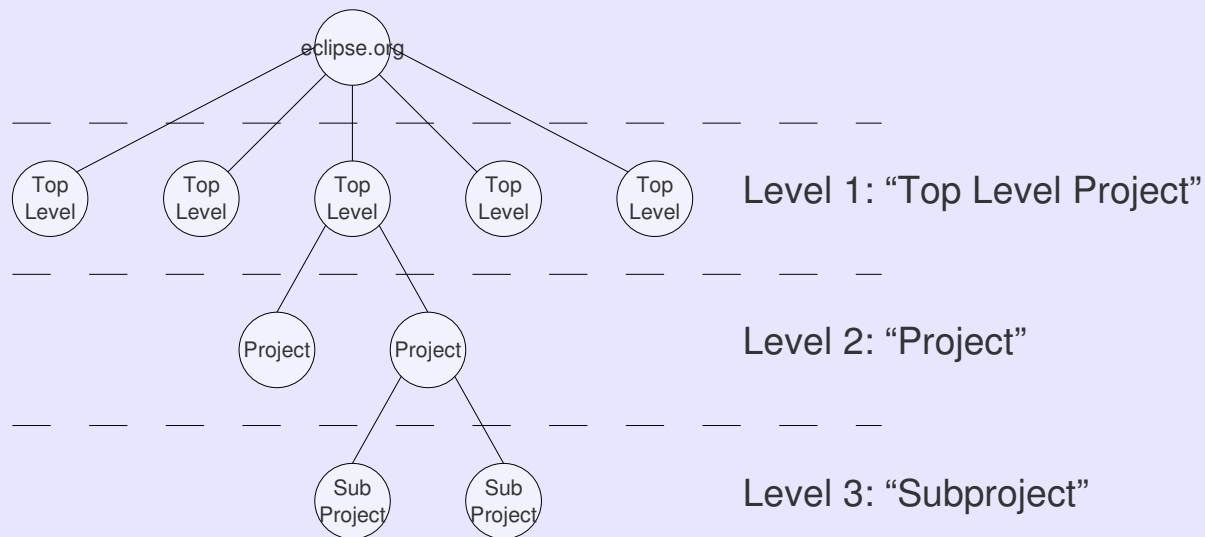 eclipse.org
Top
Level
Top
Level
Top
Level
Top
Level
Top
Level
Level 1: “Top Level Project”
Project
Project
Level 2: “Project”
Sub
Project
Sub
Project
Level 3: “Subproject”